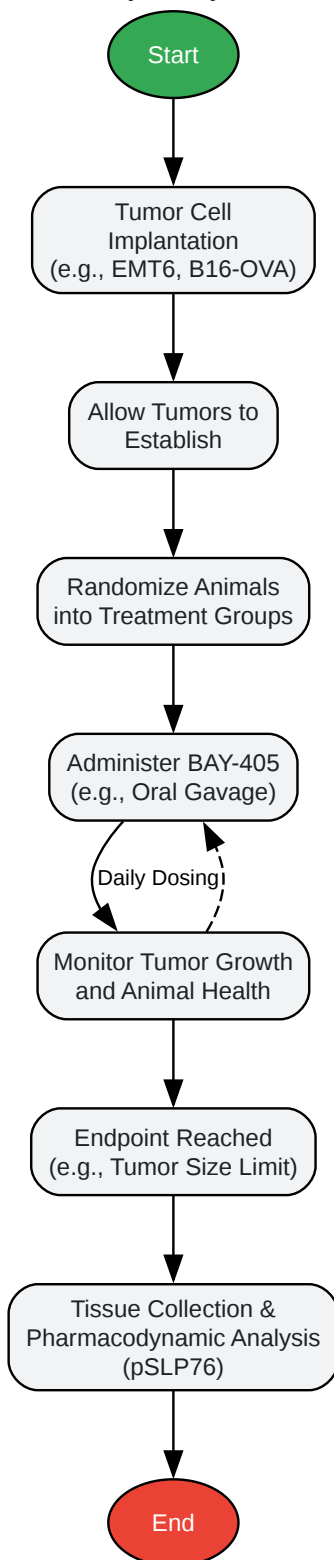 Start
Tumor Cell
Implantation
(e.g., EMT6, B16-OVA)
Allow Tumors to
Establish
Randomize Animals
into Treatment Groups
Administer BAY-405
(e.g., Oral Gavage)
Daily Dosing
Monitor Tumor Growth
and Animal Health
Endpoint Reached
(e.g., Tumor Size Limit)
Tissue Collection &
Pharmacodynamic Analysis
(pSLP76)
End